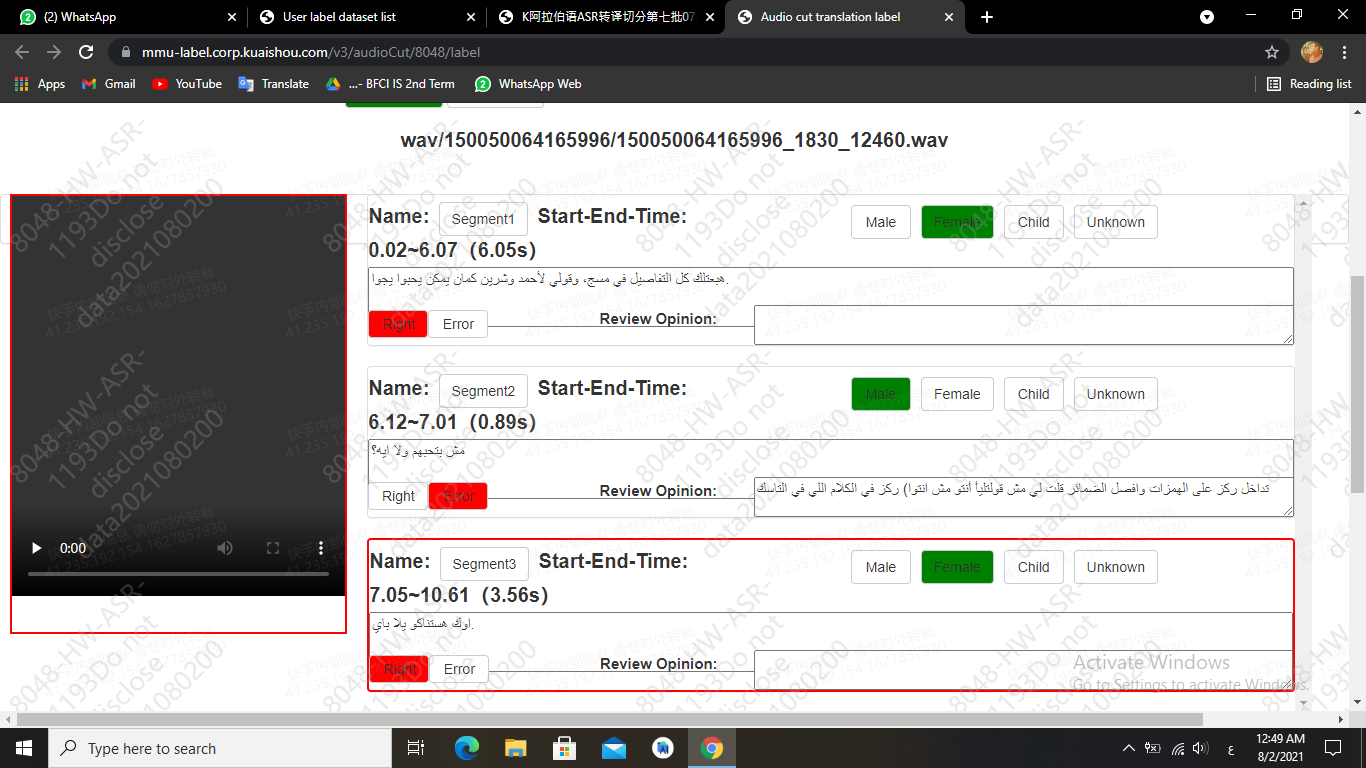 (2) WhatsApp
User label dataset list
K阿拉伯语ASR转译切分第七批07
Audio cut translation label
mmu-label.corp.kuaishou.com/v3/audioCut/8048/label
Apps
Gmail
YouTube
Translate
...- BFCI IS 2nd Term
WhatsApp Web
Reading list
wav/150050064165996/150050064165996_1830_12460.wav
Name: Segment1 Start-End-Time:
0.02~6.07 (6.05s)
Male Female Child Unknown
هبعتلك كل التفاصيل في مسج، وقولي لأحمد وشرين كمان يمكن يحبوا يجوا.
Right Error
Review Opinion:
Name: Segment2 Start-End-Time:
6.12~7.01 (0.89s)
Male Female Child Unknown
مش بتحبهم ولا ايه؟
Right Error
Review Opinion:
تداخل ركز على الهمزات وافصل الضمائر قلت لي مش قولتليأ أنتو مش انتوا) ركز في الكلام اللي في التاسك
Name: Segment3 Start-End-Time:
7.05~10.61 (3.56s)
Male Female Child Unknown
اوك هستناكو يلا باي.
Right Error
Review Opinion:
0:00
8048-HW-ASR-
1193Do not
disclose
data2021080200
快手内部信息 请勿对外转载
41.235.192.154 1627857930
Activate Windows
Go to Settings to activate Windows.
Type here to search
ع
12:49 AM
8/2/2021